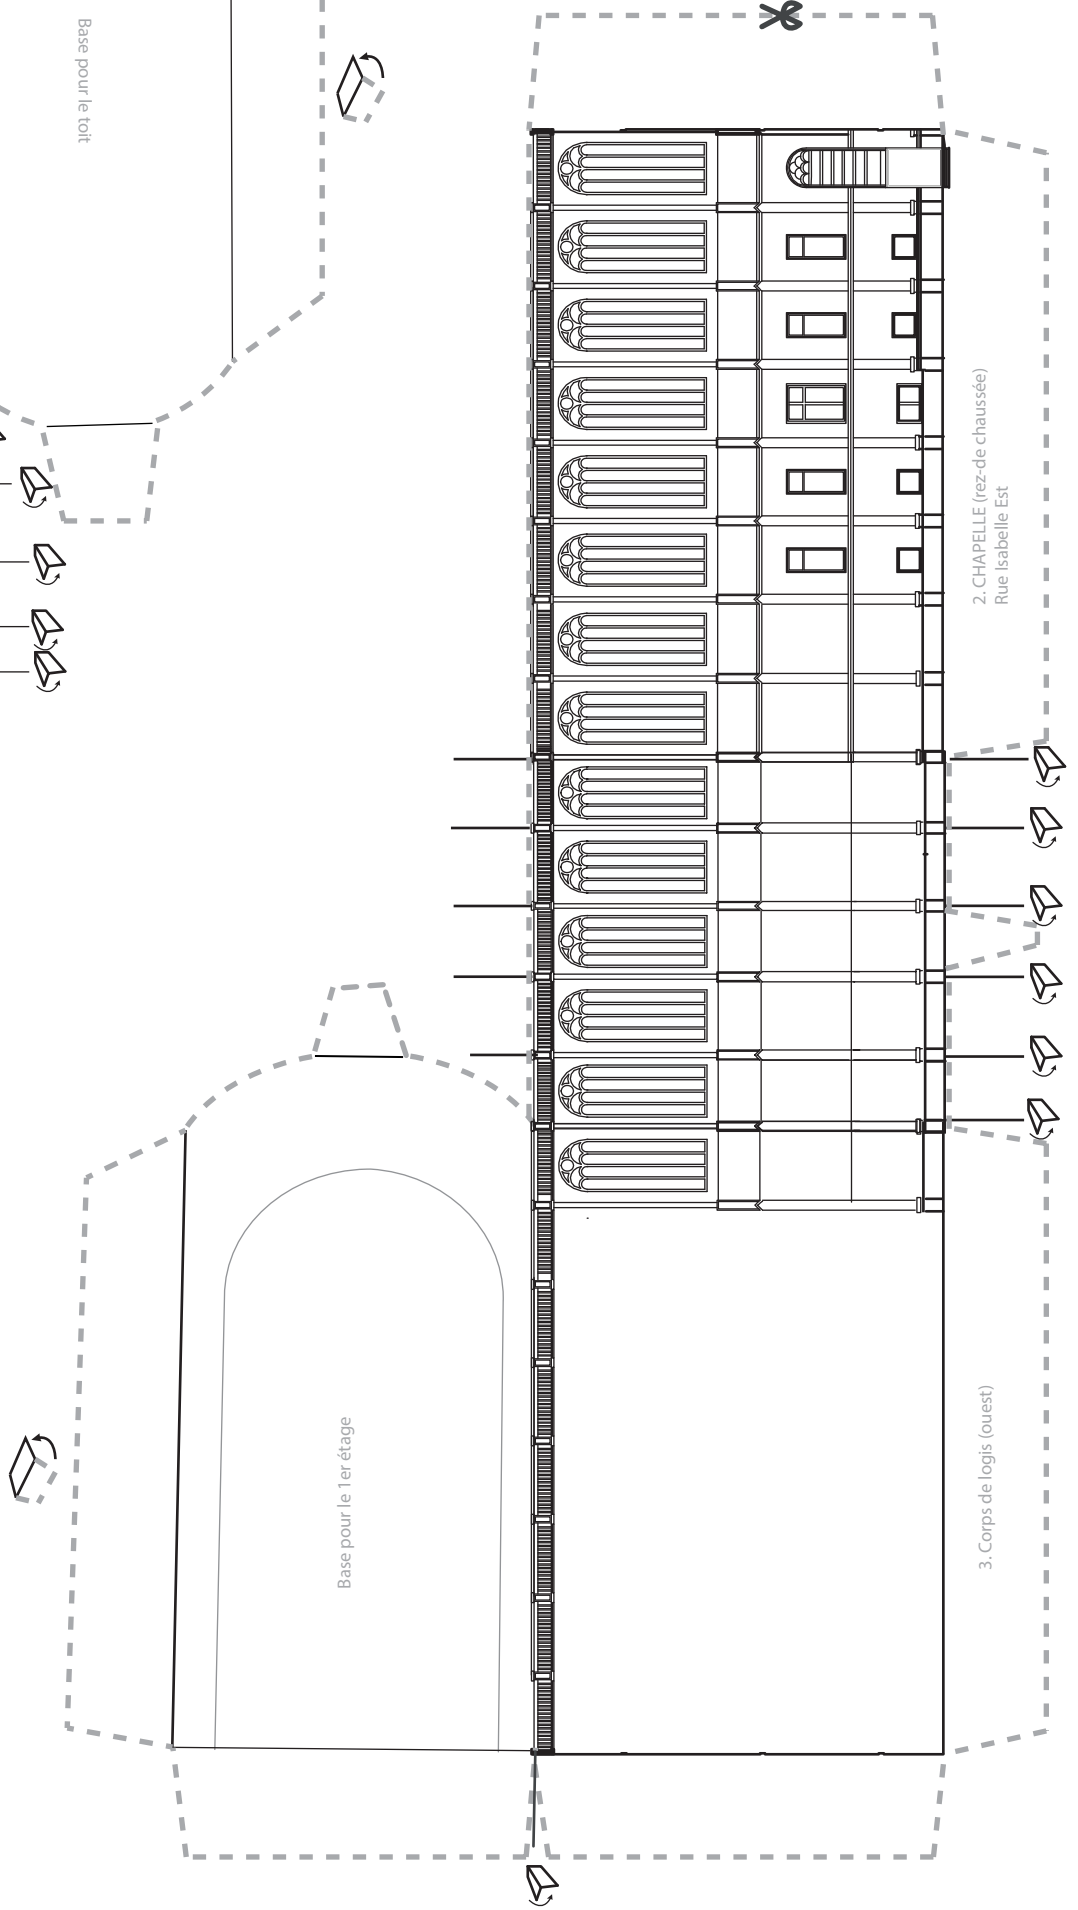 Base pour le toit
2. CHAPELLE (rez-de chaussée)
Rue Isabelle Est
Base pour le 1er étage
3. Corps de logis (ouest)